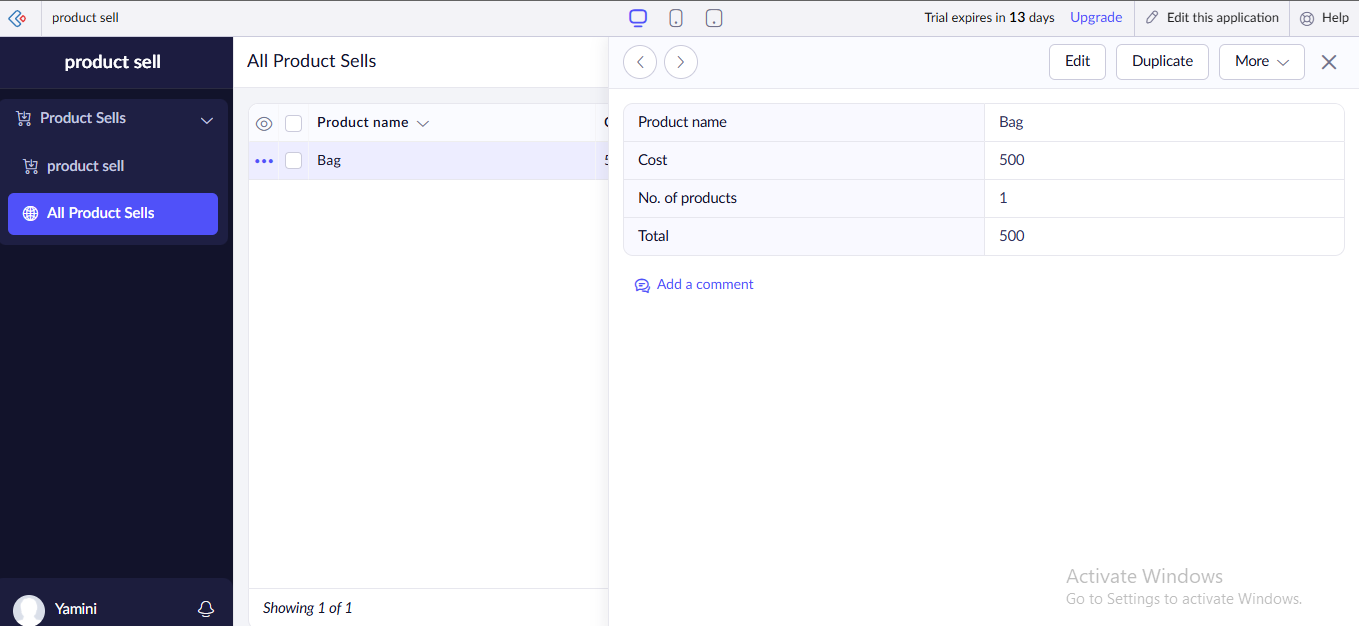 product sell
Trial expires in 13 days Upgrade Edit this application Help
product sell
Product Sells
product sell
All Product Sells
Yamini
All Product Sells
Product name
Bag
Showing 1 of 1
Edit Duplicate More
Product name Bag
Cost 500
No. of products 1
Total 500
Add a comment
Activate Windows
Go to Settings to activate Windows.